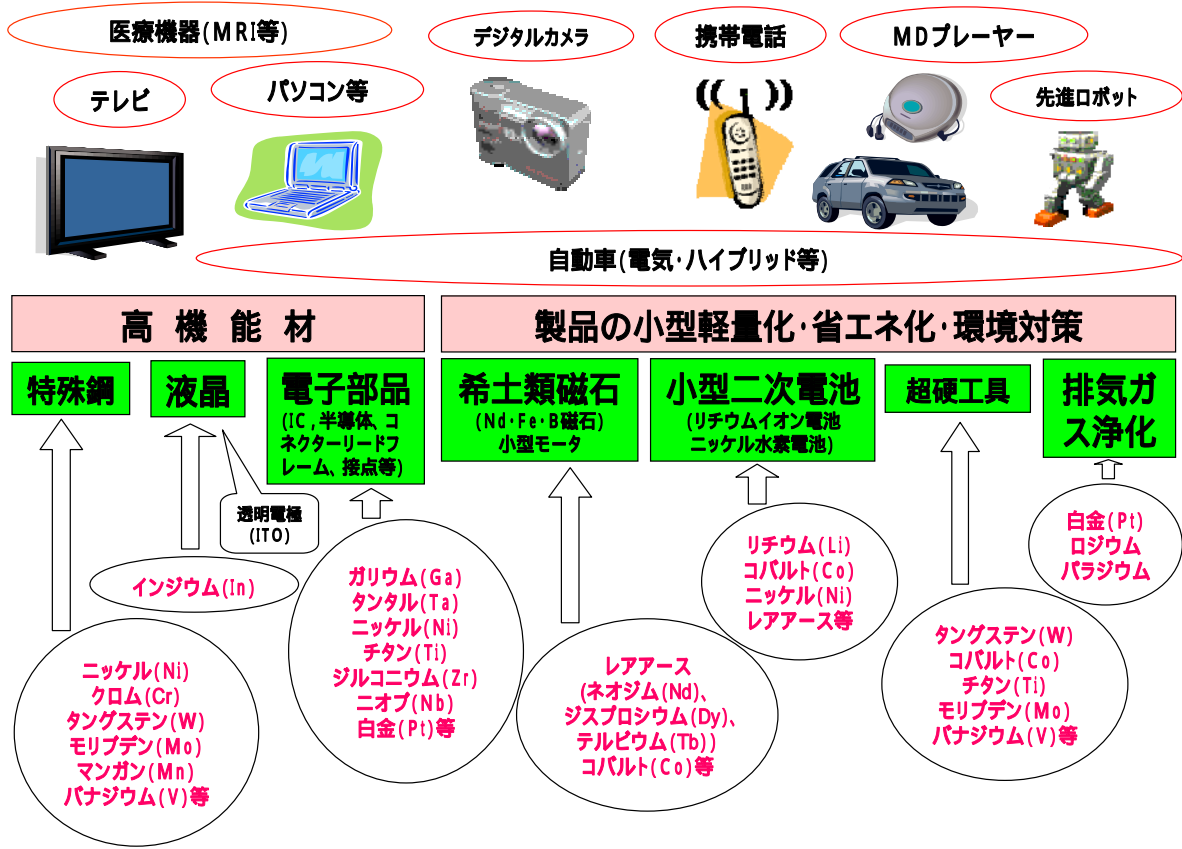 医療機器(MRI等)
デジタルカメラ
携帯電話
MDプレーヤー
テレビ
パソコン等
先進ロボット
自動車(電気･ハイブリッド等)
高機能材
製品の小型軽量化･省エネ化･環境対策
特殊鋼
液晶
電子部品
(IC,半導体、コ
ネクターリードフ
レーム、接点等)
希土類磁石
(Nd･Fe･B磁石)
小型モータ
小型二次電池
(リチウムイオン電池
ニッケル水素電池)
超硬工具
排気ガ
ス浄化
透明電極
(ITO)
インジウム(In)
ニッケル(Ni)
クロム(Cr)
タングステン(W)
モリブデン(Mo)
マンガン(Mn)
バナジウム(V)等
ガリウム(Ga)
タンタル(Ta)
ニッケル(Ni)
チタン(Ti)
ジルコニウム(Zr)
ニオブ(Nb)
白金(Pt)等
レアアース
(ネオジム(Nd)、
ジスプロシウム(Dy)、
テルビウム(Tb))
コバルト(Co)等
リチウム(Li)
コバルト(Co)
ニッケル(Ni)
レアアース等
タングステン(W)
コバルト(Co)
チタン(Ti)
モリブデン(Mo)
バナジウム(V)等
白金(Pt)
ロジウム
パラジウム